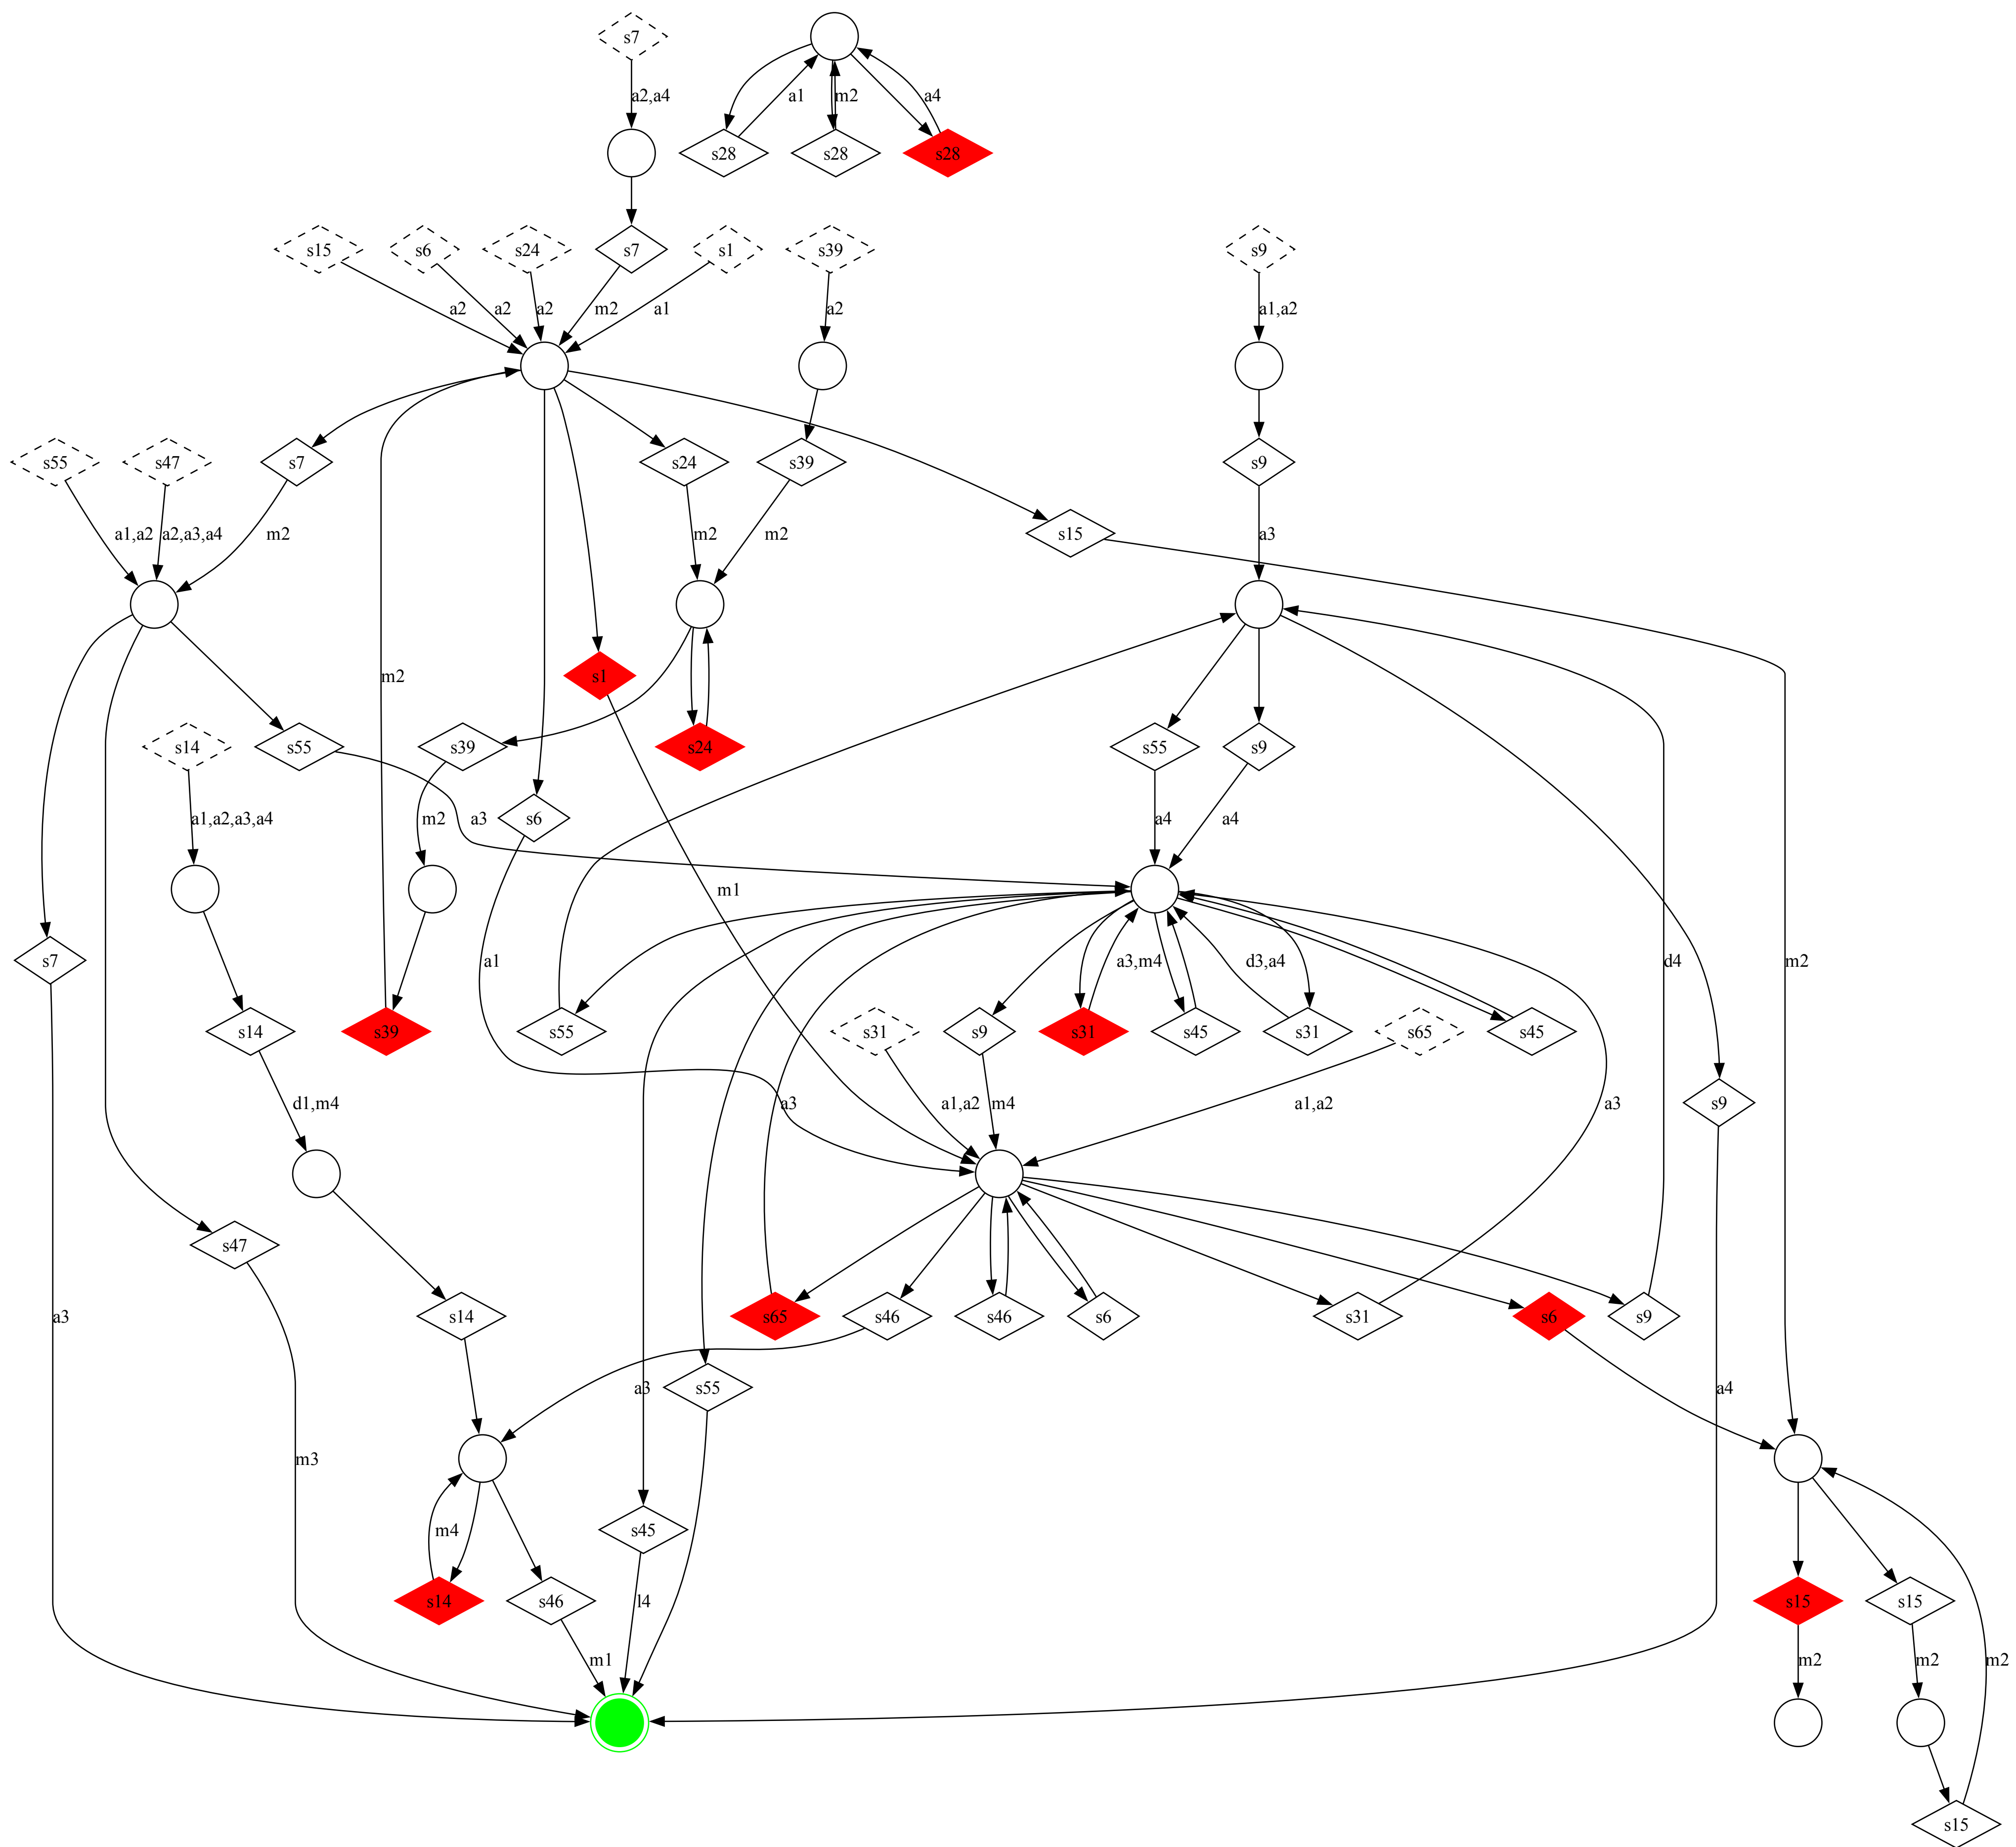 s7
a2,a4
a1
m2
a4
s28
s28
s28
s15
s6
s24
s7
s1
s39
s9
a2
a2
a2
m2
a1
a2
a1,a2
s55
s47
s7
s24
s39
s9
a1,a2
a2,a3,a4
m2
m2
m2
s15
a3
m2
s1
s14
s55
s39
s24
s55
s9
a1,a2,a3,a4
m2
s6
a3
a4
a4
m1
s7
a1
a3,m4
d3,a4
d4
m2
s14
s39
s55
s31
s9
s31
s45
s31
s65
s45
d1,m4
a3
a1,a2
m4
a1,a2
a3
s9
s47
s14
s65
s46
s46
s6
s31
s6
s9
a3
a3
s55
a4
m3
m4
s45
s14
s46
l4
s15
s15
m1
m2
m2
m2
s15